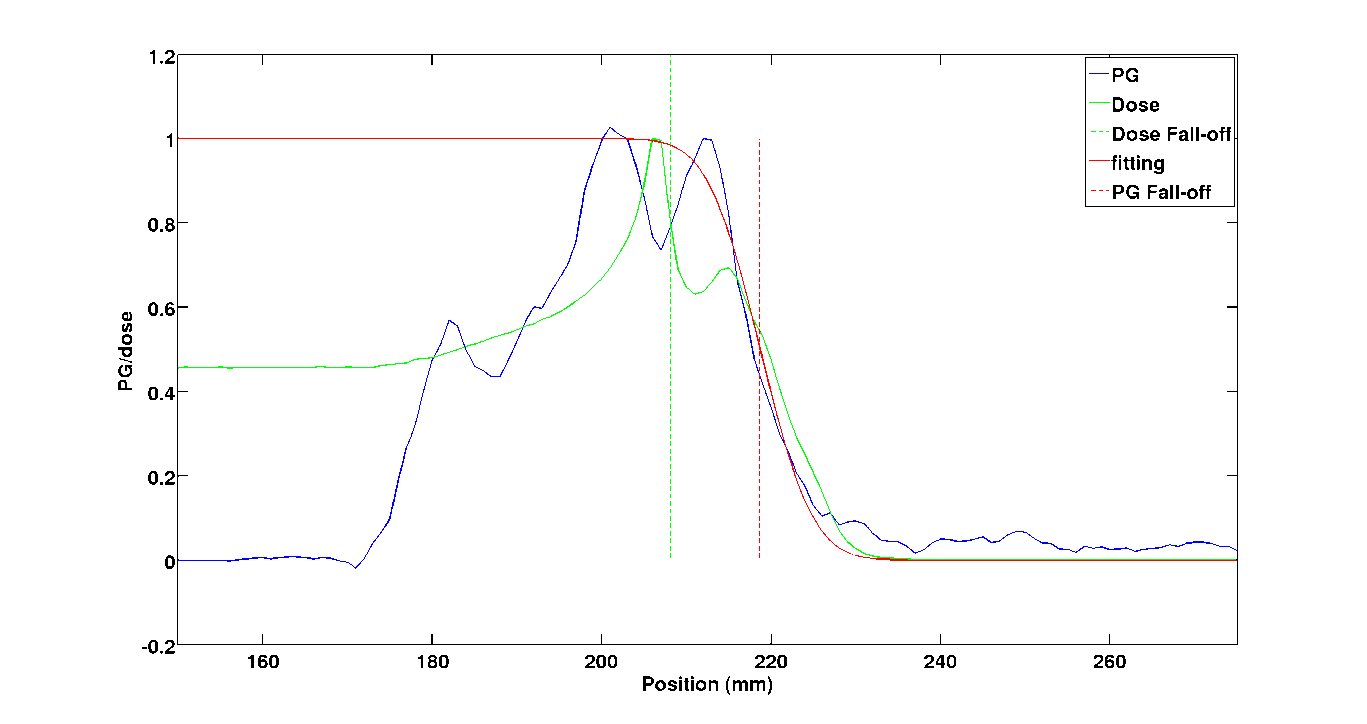 1.2
1
0.8
0.6
0.4
0.2
0
-0.2
PG/dose
160
180
200
220
240
260
Position (mm)
PG
Dose
Dose Fall-off
fitting
PG Fall-off